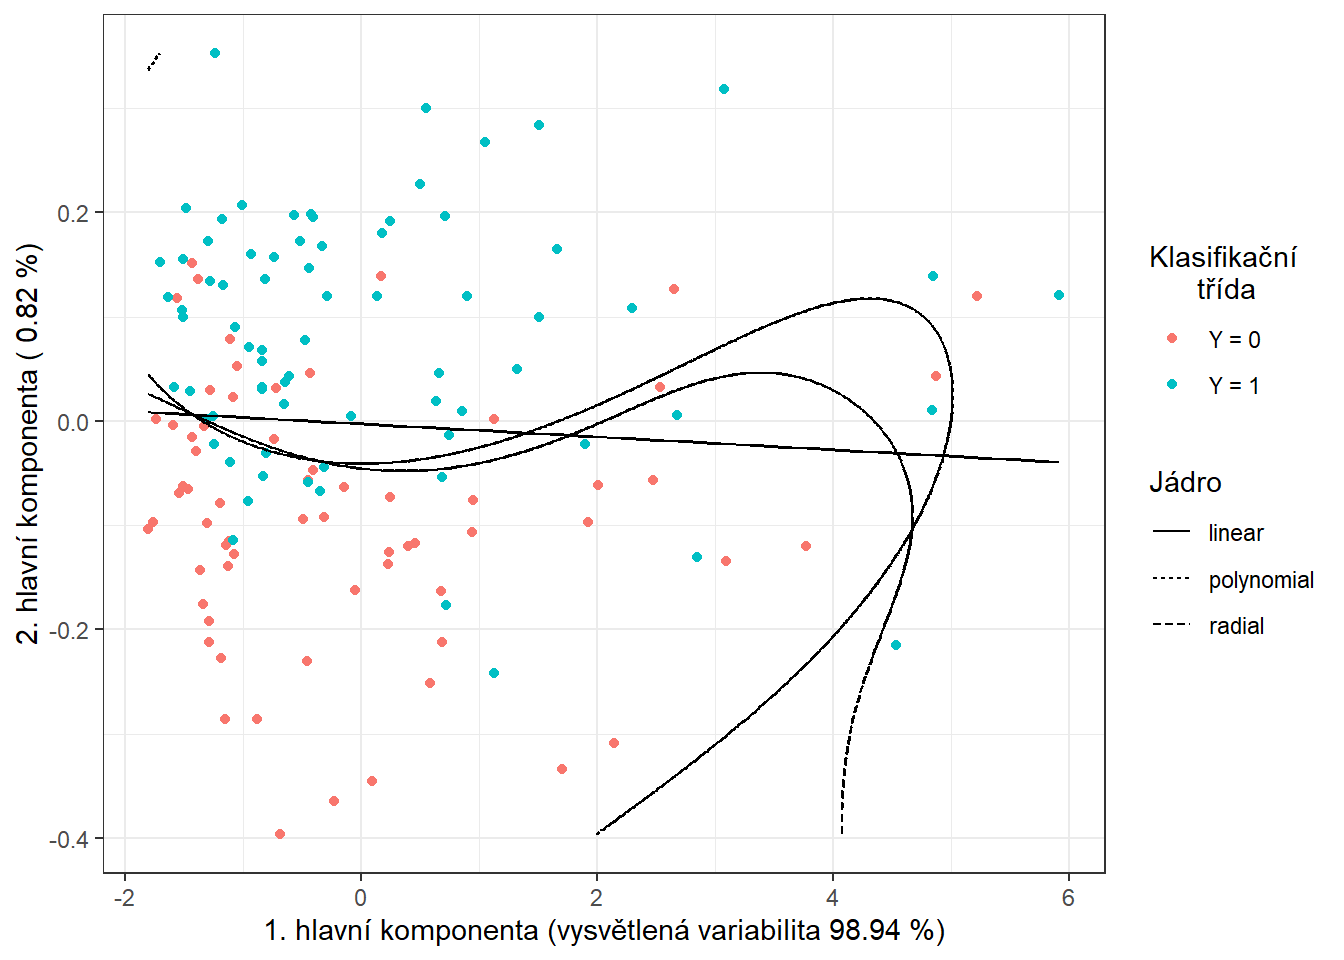 2. hlavní komponenta ( 0.82 %)
0.2
0.0
-0.2
-0.4
-2
0
2
4
6
1. hlavní komponenta (vysvětlená variabilita 98.94 %)
Klasifikační
třída
Y = 0
Y = 1
Jádro
linear
polynomial
radial